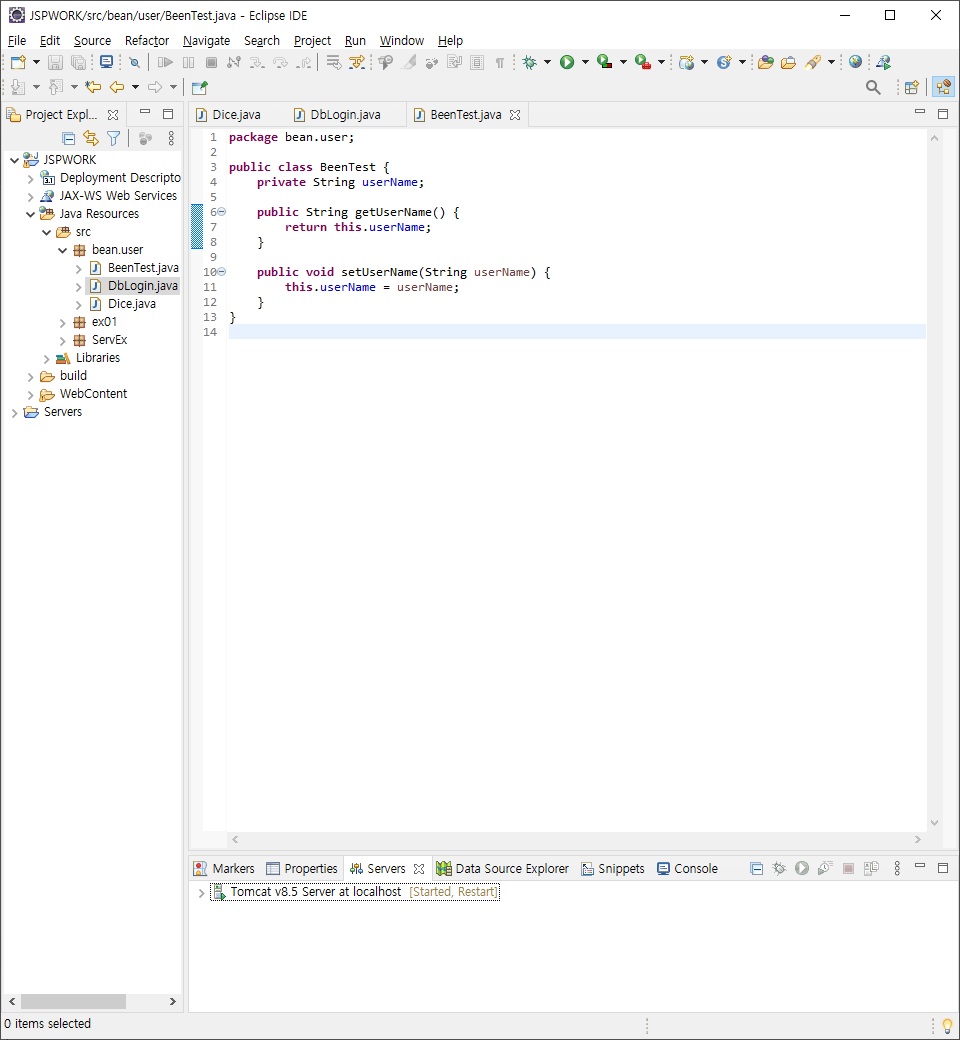 JSPWORK/src/bean/user/BeenTest.java - Eclipse IDE
File Edit Source Refactor Navigate Search Project Run Window Help
Project Expl...
JSPWORK
Deployment Descripto
JAX-WS Web Services
Java Resources
src
bean.user
BeenTest.java
DbLogin.java
Dice.java
ex01
ServEx
Libraries
build
WebContent
Servers
Dice.java DbLogin.java BeenTest.java
1 package bean.user;
2
3 public class BeenTest {
4 private String userName;
5
6 public String getUserName() {
7 return this.userName;
8 }
9
10 public void setUserName(String userName) {
11 this.userName = userName;
12 }
13 }
14
Markers Properties Servers Data Source Explorer Snippets Console
Tomcat v8.5 Server at localhost [Started, Restart]
0 items selected